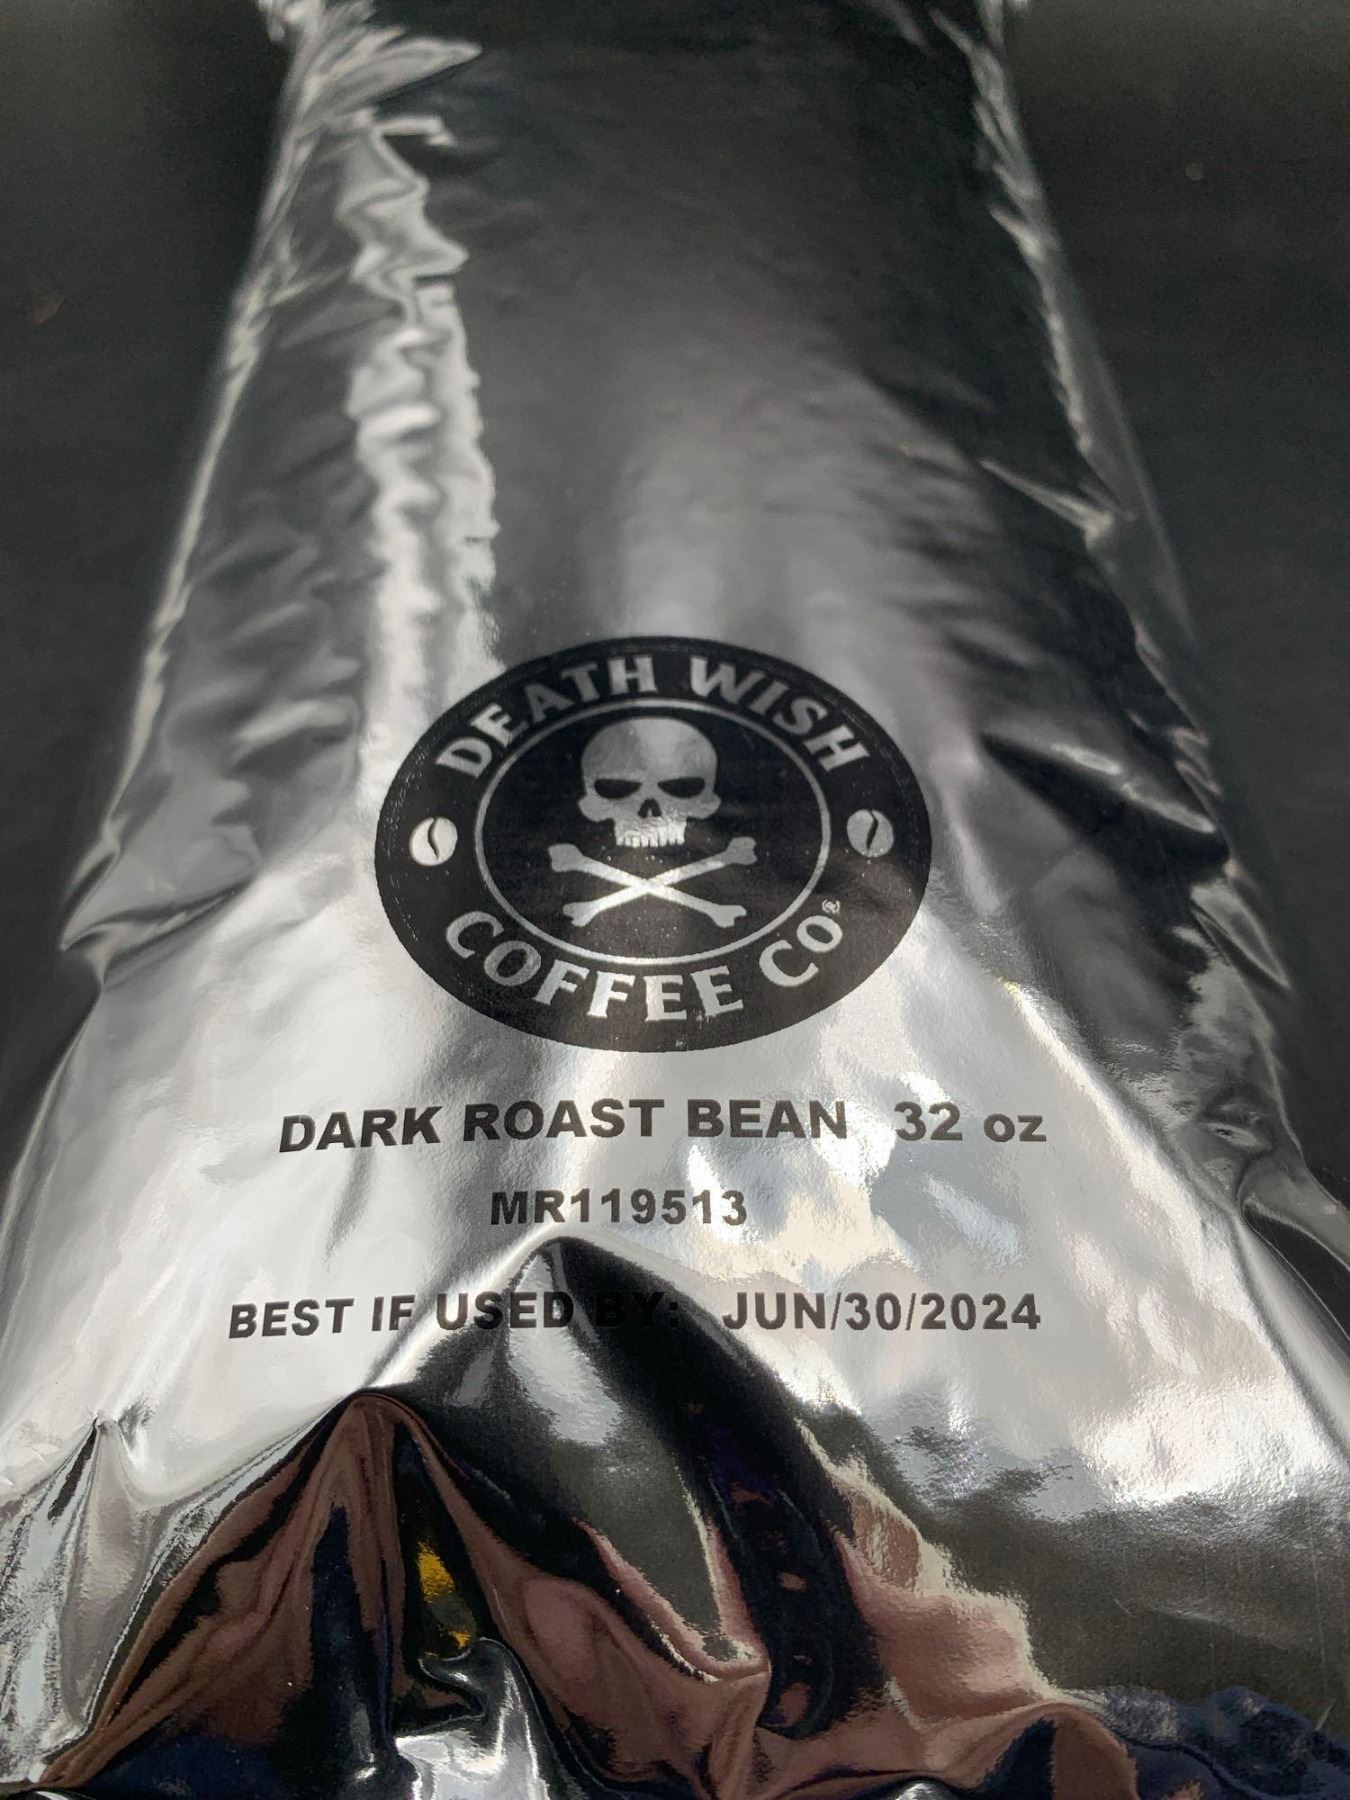 DEATH WISH
COFFEE CO®
DARK ROAST BEAN 32 oz
MR119513
BEST IF USED BY: JUN/30/2024